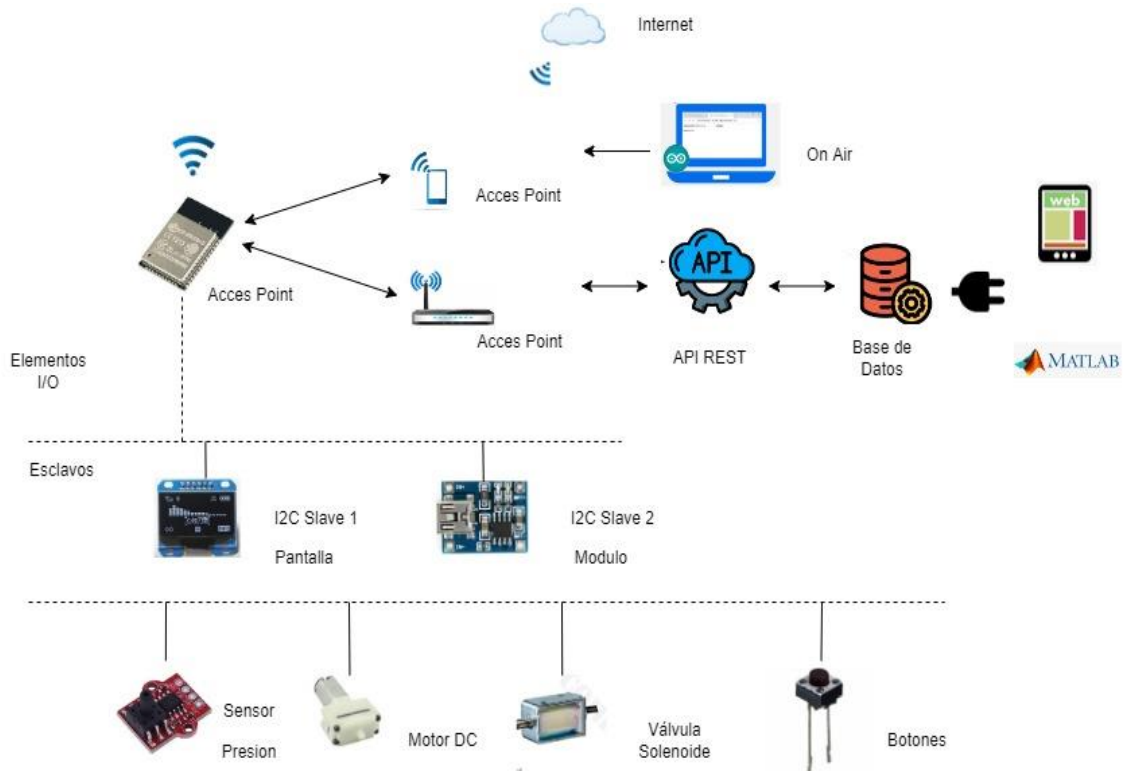 Internet
On Air
Acces Point
web
API
Acces Point
Acces Point
API REST
Base de
Datos
MATLAB
Elementos
I/O
Esclavos
I2C Slave 1
Pantalla
I2C Slave 2
Modulo
Sensor
Presion
Motor DC
Válvula
Solenoide
Botones